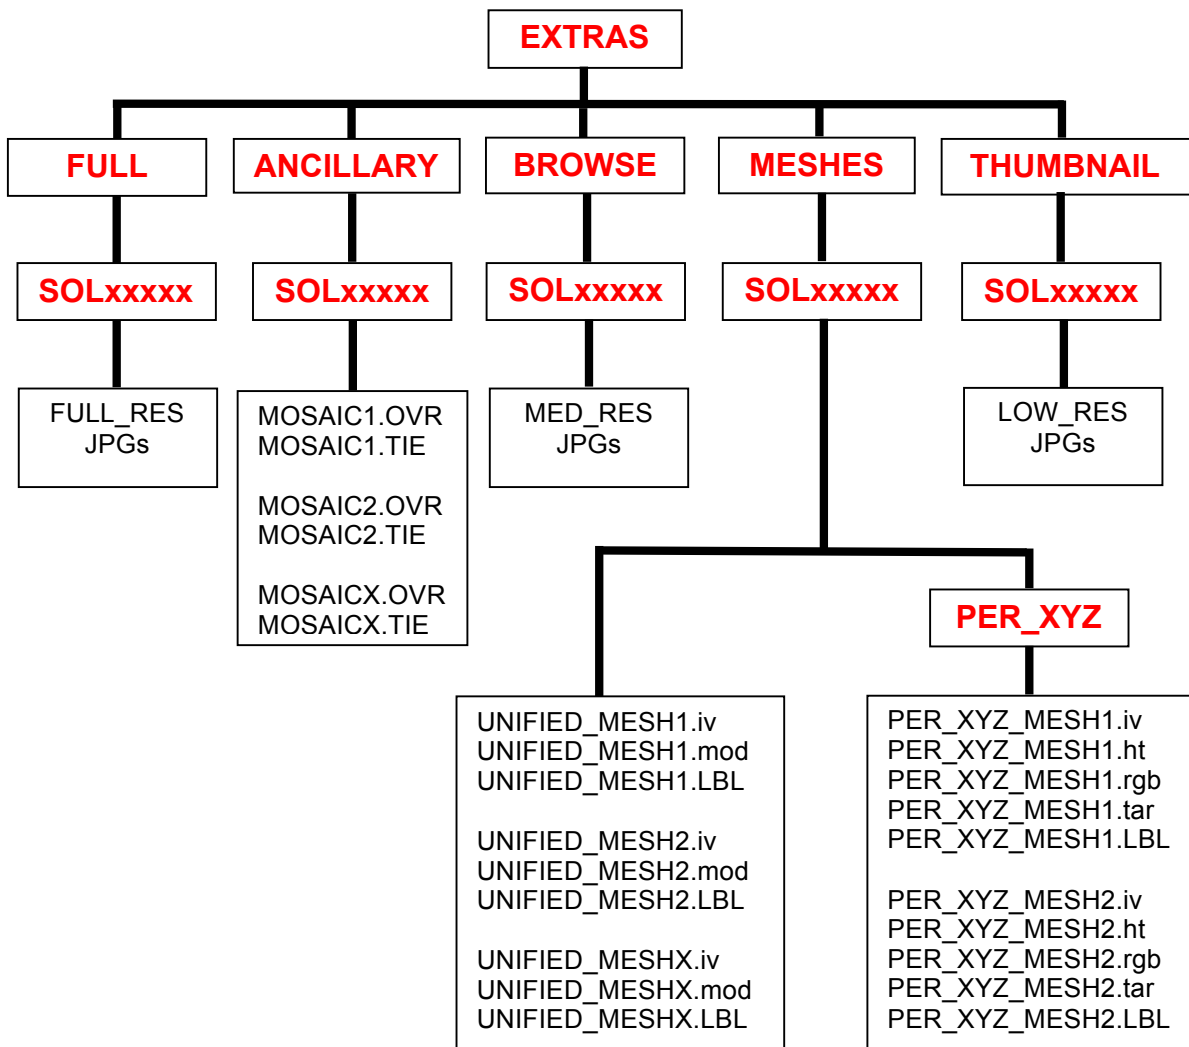 EXTRAS
FULL
ANCILLARY
BROWSE
MESHES
THUMBNAIL
SOLxxxxx
SOLxxxxx
SOLxxxxx
SOLxxxxx
SOLxxxxx
FULL_RES
JPGs
MOSAIC1.OVR
MOSAIC1.TIE
MOSAIC2.OVR
MOSAIC2.TIE
MOSAICX.OVR
MOSAICX.TIE
MED_RES
JPGs
LOW_RES
JPGs
PER_XYZ
UNIFIED_MESH1.iv
UNIFIED_MESH1.mod
UNIFIED_MESH1.LBL
UNIFIED_MESH2.iv
UNIFIED_MESH2.mod
UNIFIED_MESH2.LBL
UNIFIED_MESHX.iv
UNIFIED_MESHX.mod
UNIFIED_MESHX.LBL
PER_XYZ_MESH1.iv
PER_XYZ_MESH1.ht
PER_XYZ_MESH1.rgb
PER_XYZ_MESH1.tar
PER_XYZ_MESH1.LBL
PER_XYZ_MESH2.iv
PER_XYZ_MESH2.ht
PER_XYZ_MESH2.rgb
PER_XYZ_MESH2.tar
PER_XYZ_MESH2.LBL